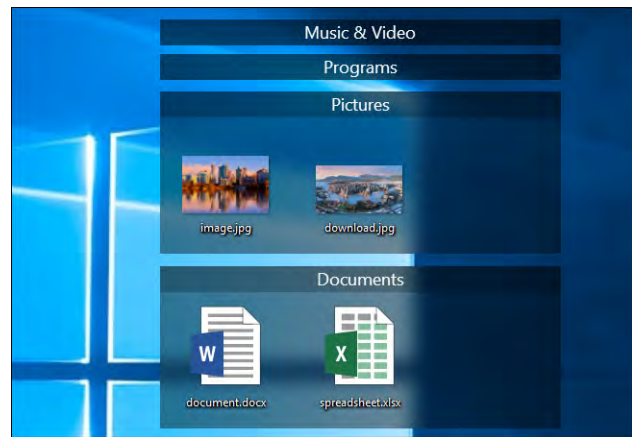 Music & Video
Programs
Pictures
image.jpg
download.jpg
Documents
W
X
document.docx
spreadsheet.xlsx